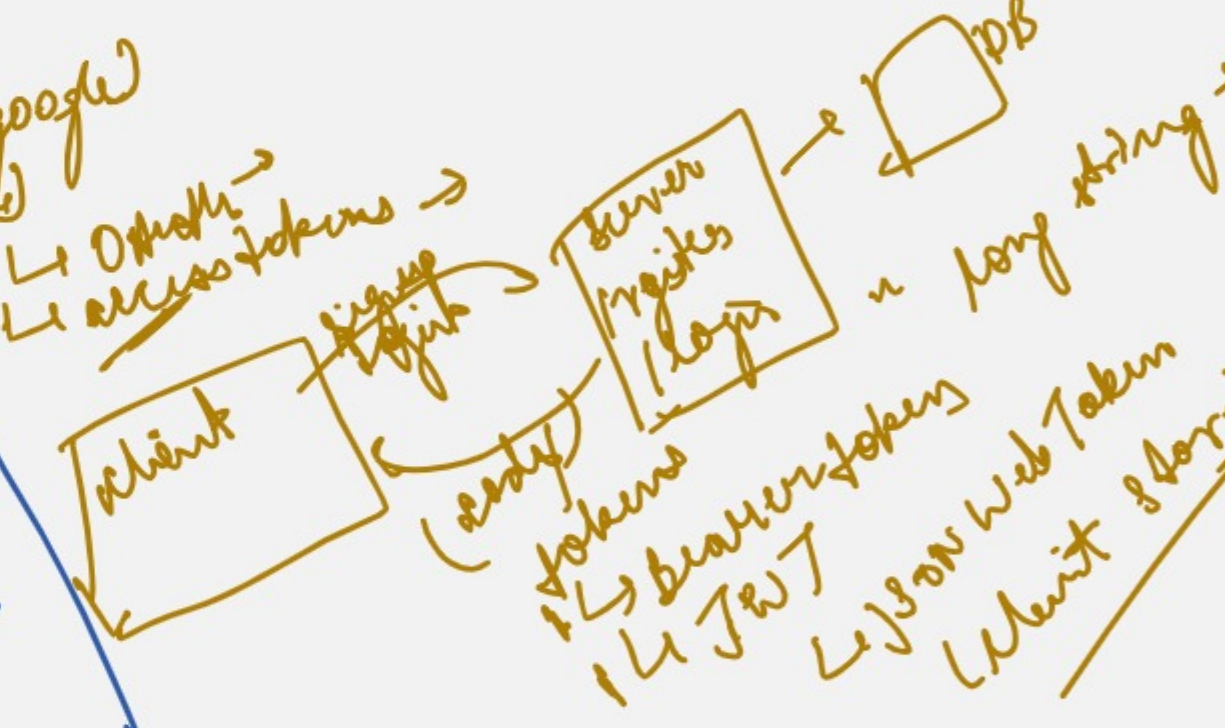 google)
↳ OAuth →
↳ access tokens →
signup
login
client
server
login
DB
long string
tokens
↳ Bearer tokens
↳ JWT
↳ JSON Web Token